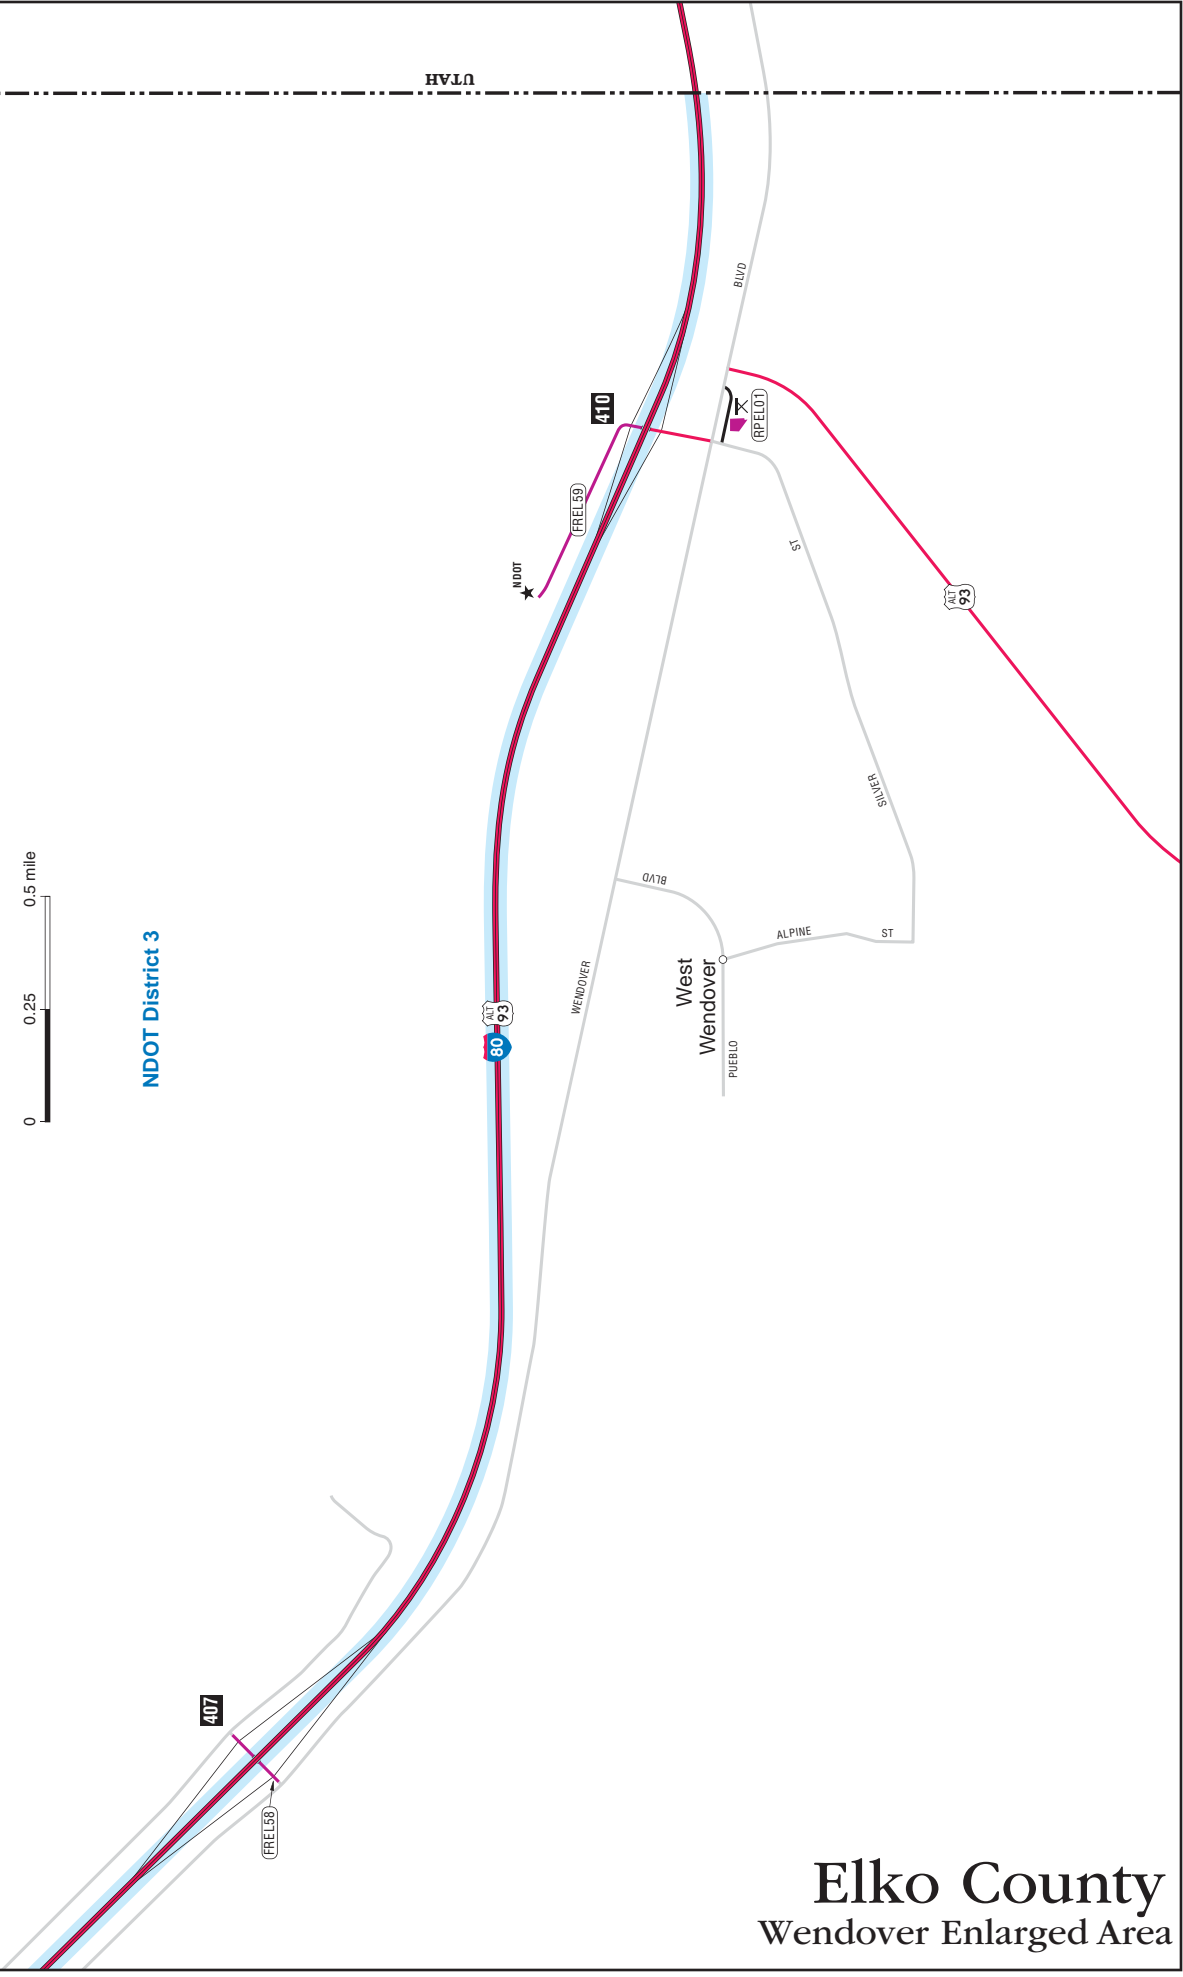 UTAH
BLVD
410
RPEL01
FREL59
NDOT
ST
ALT
93
SILVER
0 0.25 0.5 mile
NDOT District 3
BLVD
ALPINE
ST
WENDOVER
West
Wendover
PUEBLO
ALT
93
80
407
FREL58
Elko County
Wendover Enlarged Area